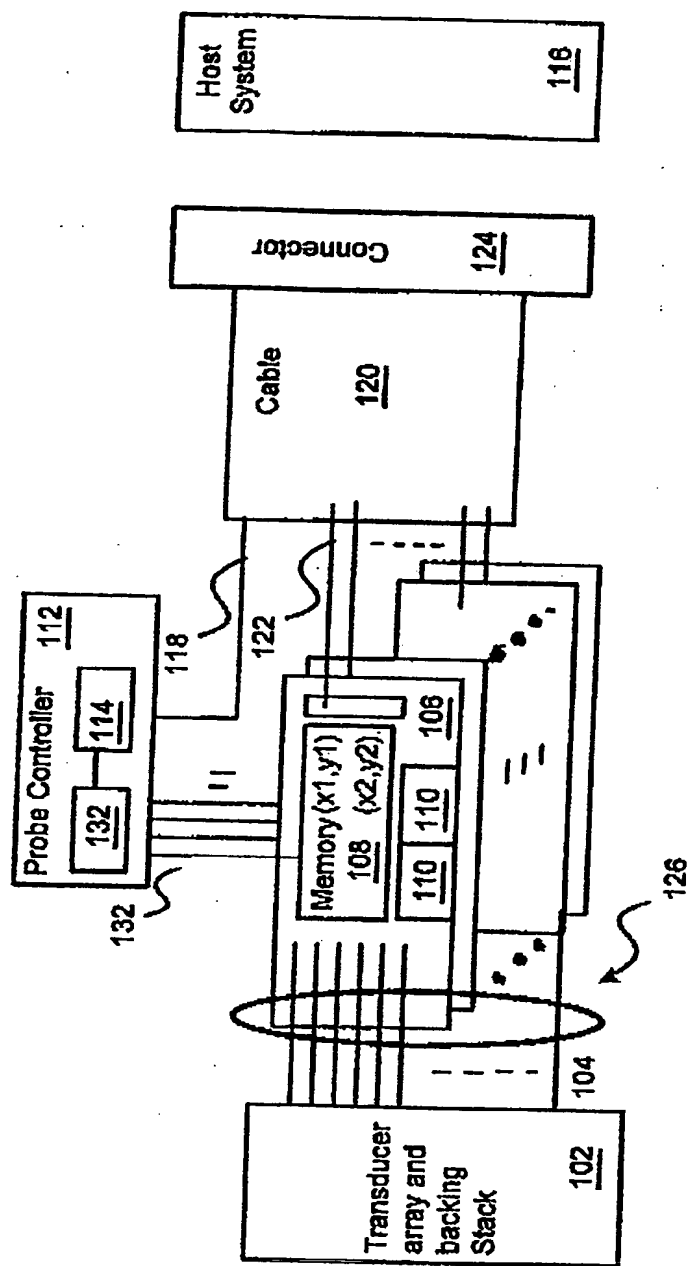 Host
System
116
Connector
124
Cable
120
118
122
Probe Controller
112
132
114
132
Memory (x1,y1)
108
(x2,y2).
106
110
110
126
104
Transducer
array and
backing
Stack
102